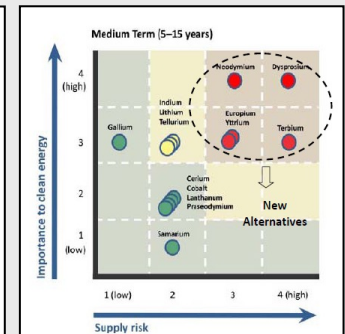 Medium Term (5–15 years)
Importance to clean energy
4
(high)
3
2
1
(low)
Neodymium
Dysprosium
Indium
Lithium
Tellurium
Gallium
Europium
Yttrium
Terbium
Cerium
Cobalt
Lanthanum
Praseodymium
New
Alternatives
Samarium
1 (low)
2
3
4 (high)
Supply risk